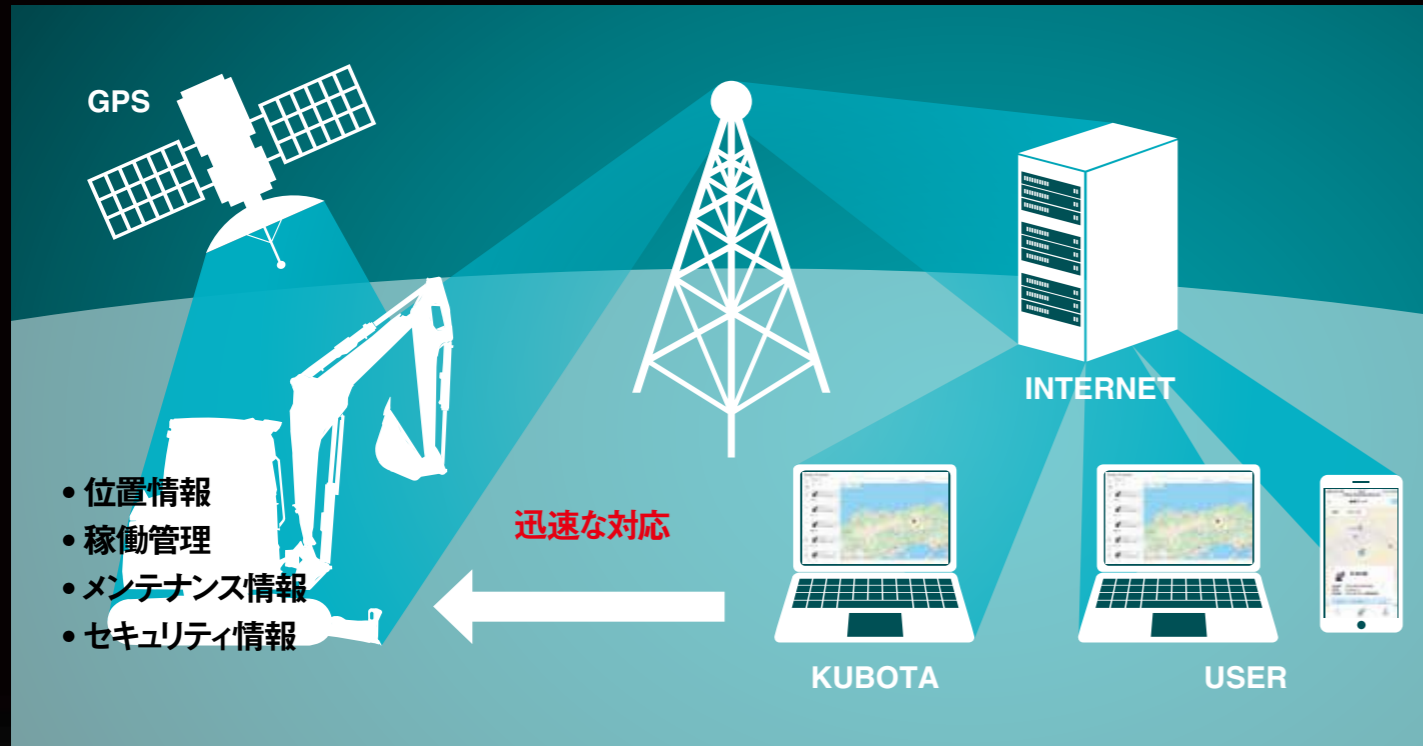 GPS
INTERNET
• 位置情報
• 稼働管理
• メンテナンス情報
• セキュリティ情報
迅速な対応
KUBOTA
USER